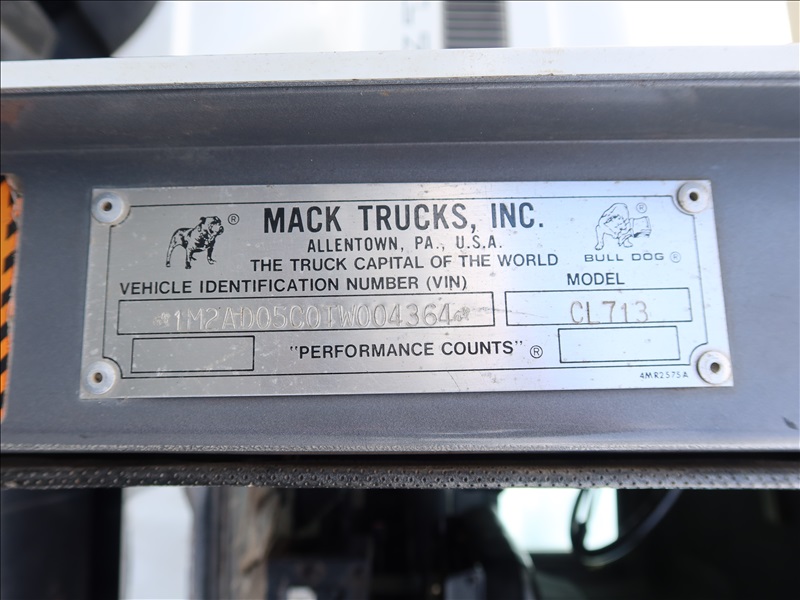 MACK TRUCKS, INC.
ALLENTOWN, PA., U.S.A.
THE TRUCK CAPITAL OF THE WORLD
BULL DOG ®
VEHICLE IDENTIFICATION NUMBER (VIN)
MODEL
1M2AD05C0TW004364
CL713
"PERFORMANCE COUNTS" ®
4MR2575A